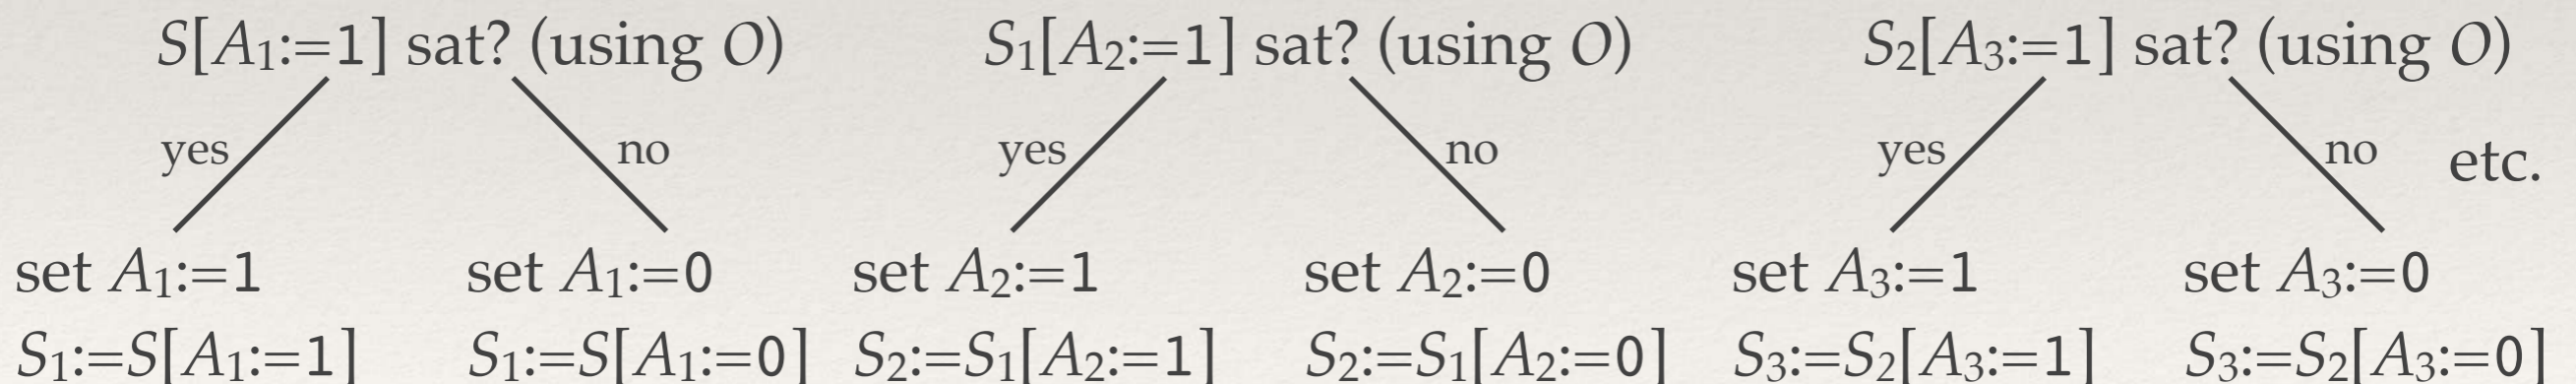 S[A₁:=1] sat? (using O) S₁[A₂:=1] sat? (using O) S₂[A₃:=1] sat? (using O)
yes no yes no yes no etc.
set A₁:=1 set A₁:=0 set A₂:=1 set A₂:=0 set A₃:=1 set A₃:=0
S₁:=S[A₁:=1] S₁:=S[A₁:=0] S₂:=S₁[A₂:=1] S₂:=S₁[A₂:=0] S₃:=S₂[A₃:=1] S₃:=S₂[A₃:=0]